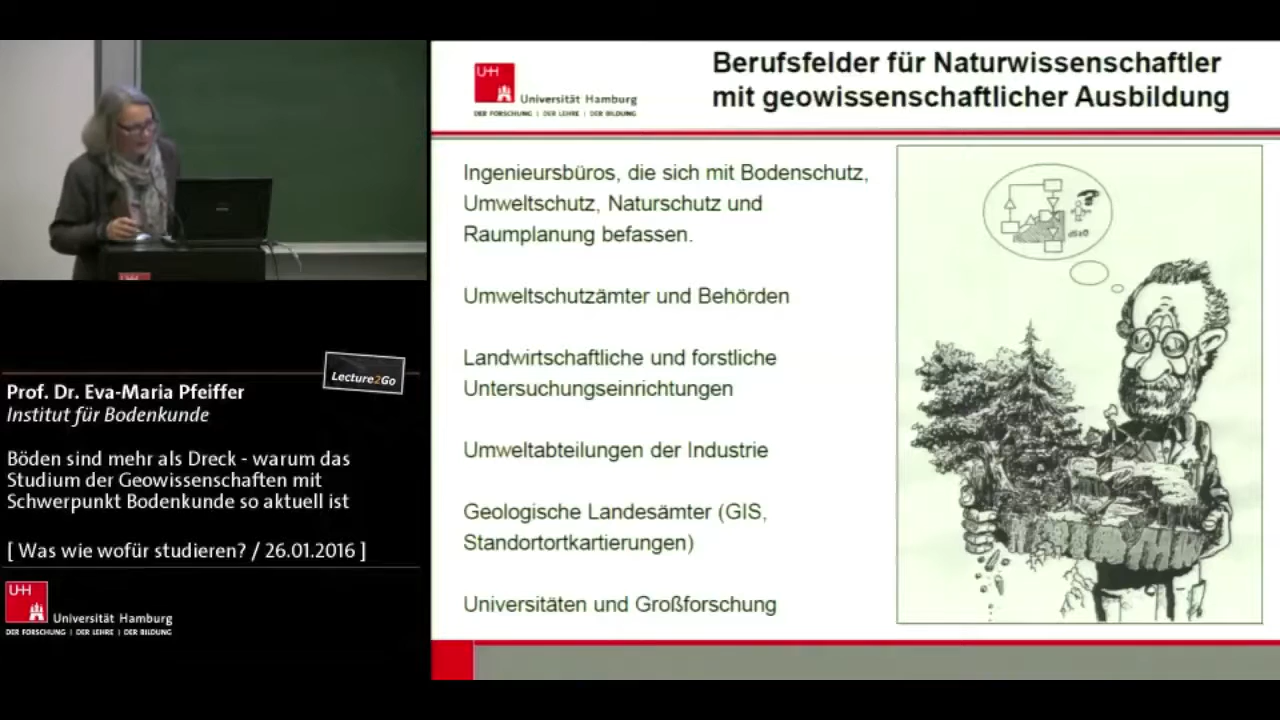 UHH
Universität Hamburg
DER FORSCHUNG | DER LEHRE | DER BILDUNG
Berufsfelder für Naturwissenschaftler
mit geowissenschaftlicher Ausbildung
Ingenieursbüros, die sich mit Bodenschutz,
Umweltschutz, Naturschutz und
Raumplanung befassen.
Umweltschutzämter und Behörden
Landwirtschaftliche und forstliche
Untersuchungseinrichtungen
Umweltabteilungen der Industrie
Geologische Landesämter (GIS,
Standortortkartierungen)
Universitäten und Großforschung
Lecture2Go
Prof. Dr. Eva-Maria Pfeiffer
Institut für Bodenkunde
Böden sind mehr als Dreck - warum das
Studium der Geowissenschaften mit
Schwerpunkt Bodenkunde so aktuell ist
[ Was wie wofür studieren? / 26.01.2016 ]
UHH
Universität Hamburg
DER FORSCHUNG | DER LEHRE | DER BILDUNG